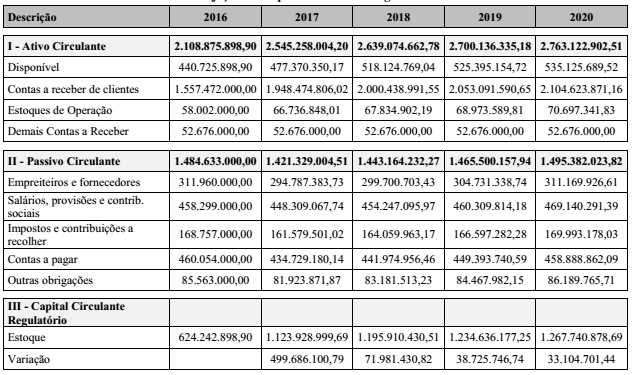 Descrição 2016 2017 2018 2019 2020
I - Ativo Circulante 2.108.875.898,90 2.545.258.004,20 2.639.074.662,78 2.700.136.335,18 2.763.122.902,51
Disponível 440.725.898,90 477.370.350,17 518.124.769,04 525.395.154,72 535.125.689,52
Contas a receber de clientes 1.557.472.000,00 1.948.474.806,02 2.000.438.991,55 2.053.091.590,65 2.104.623.871,16
Estoques de Operação 58.002.000,00 66.736.848,01 67.834.902,19 68.973.589,81 70.697.341,83
Demais Contas a Receber 52.676.000,00 52.676.000,00 52.676.000,00 52.676.000,00 52.676.000,00
II - Passivo Circulante 1.484.633.000,00 1.421.329.004,51 1.443.164.232,27 1.465.500.157,94 1.495.382.023,82
Empreiteiros e fornecedores 311.960.000,00 294.787.383,73 299.700.703,43 304.731.338,74 311.169.926,61
Salários, provisões e contrib.
sociais 458.299.000,00 448.309.067,74 454.247.095,97 460.309.814,18 469.140.291,39
Impostos e contribuições a
recolher 168.757.000,00 161.579.501,02 164.059.963,17 166.597.282,28 169.993.178,03
Contas a pagar 460.054.000,00 434.729.180,14 441.974.956,46 449.393.740,59 458.888.862,09
Outras obrigações 85.563.000,00 81.923.871,87 83.181.513,23 84.467.982,15 86.189.765,71
III - Capital Circulante
Regulatório
Estoque 624.242.898,90 1.123.928.999,69 1.195.910.430,51 1.234.636.177,25 1.267.740.878,69
Variação 499.686.100,79 71.981.430,82 38.725.746,74 33.104.701,44